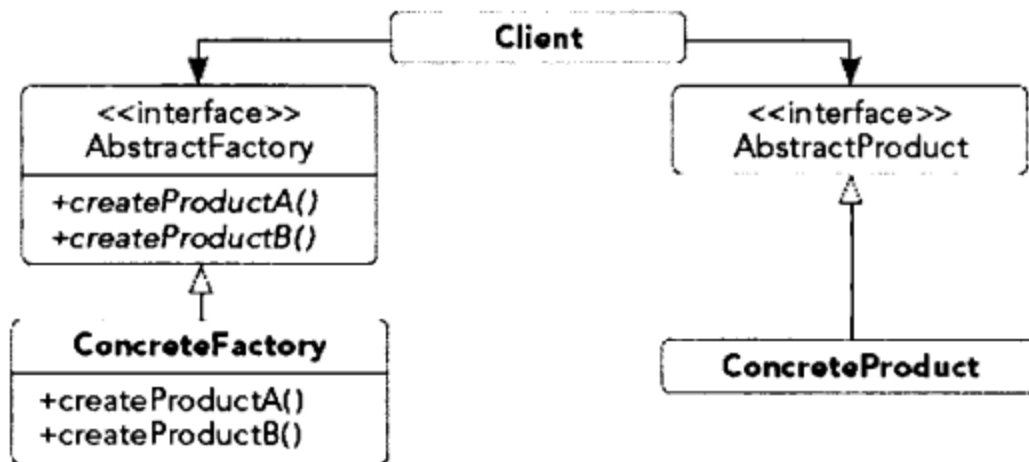 Client
<<interface>>
AbstractFactory
+createProductA()
+createProductB()
<<interface>>
AbstractProduct
ConcreteFactory
+createProductA()
+createProductB()
ConcreteProduct